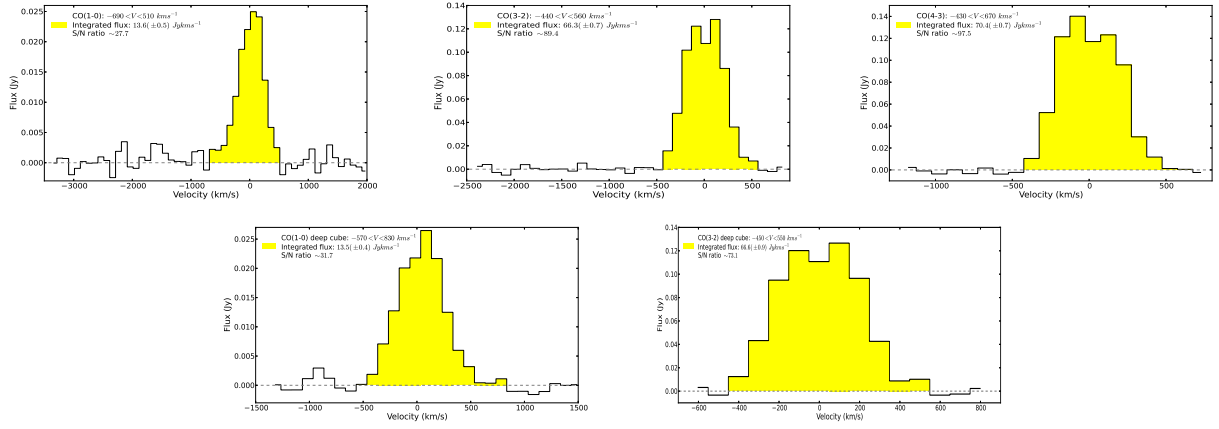 CO(1-0): −690<V<510 kms⁻¹
Integrated flux: 13.6(±0.5) Jykms⁻¹
S/N ratio ~27.7
Flux (Jy)
0.025
0.020
0.015
0.010
0.005
0.000
−3000 −2000 −1000 0 1000 2000
Velocity (km/s)
CO(3-2): −440<V<560 kms⁻¹
Integrated flux: 66.3(±0.7) Jykms⁻¹
S/N ratio ~89.4
Flux (Jy)
0.14
0.12
0.10
0.08
0.06
0.04
0.02
0.00
−2500 −2000 −1500 −1000 −500 0 500
Velocity (km/s)
CO(4-3): −430<V<670 kms⁻¹
Integrated flux: 70.4(±0.7) Jykms⁻¹
S/N ratio ~97.5
Flux (Jy)
0.14
0.12
0.10
0.08
0.06
0.04
0.02
0.00
−1000 −500 0 500
Velocity (km/s)
CO(1-0) deep cube: −570<V<830 kms⁻¹
Integrated flux: 13.5(±0.4) Jykms⁻¹
S/N ratio ~31.7
Flux (Jy)
0.025
0.020
0.015
0.010
0.005
0.000
−1500 −1000 −500 0 500 1000 1500
Velocity (km/s)
CO(3-2) deep cube: −450<V<550 kms⁻¹
Integrated flux: 66.6(±0.9) Jykms⁻¹
S/N ratio ~73.1
Flux (Jy)
0.14
0.12
0.10
0.08
0.06
0.04
0.02
0.00
−600 −400 −200 0 200 400 600 800
Velocity (km/s)